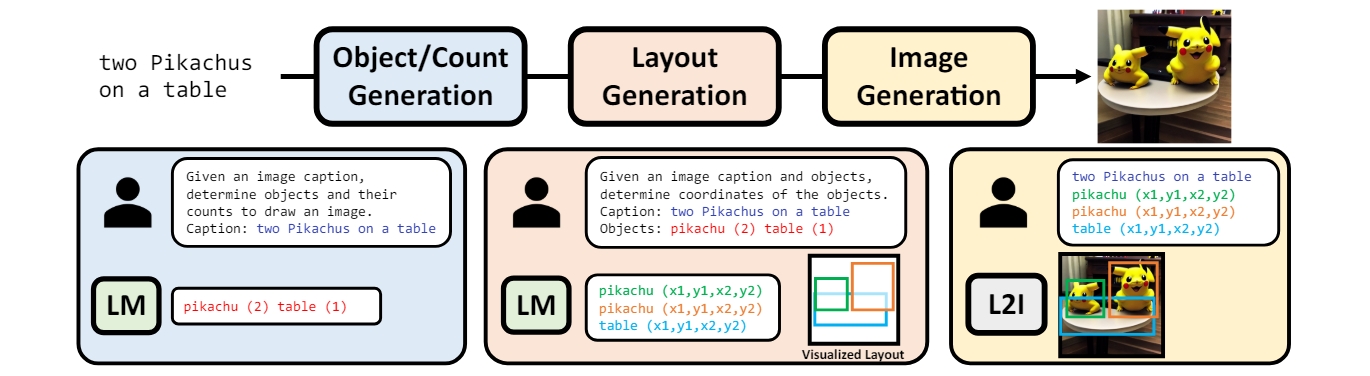 two Pikachus
on a table
Object/Count
Generation
Layout
Generation
Image
Generation
Given an image caption,
determine objects and their
counts to draw an image.
Caption: two Pikachus on a table
LM
pikachu (2) table (1)
Given an image caption and objects,
determine coordinates of the objects.
Caption: two Pikachus on a table
Objects: pikachu (2) table (1)
LM
pikachu (x1,y1,x2,y2)
pikachu (x1,y1,x2,y2)
table (x1,y1,x2,y2)
Visualized Layout
two Pikachus on a table
pikachu (x1,y1,x2,y2)
pikachu (x1,y1,x2,y2)
table (x1,y1,x2,y2)
L2I